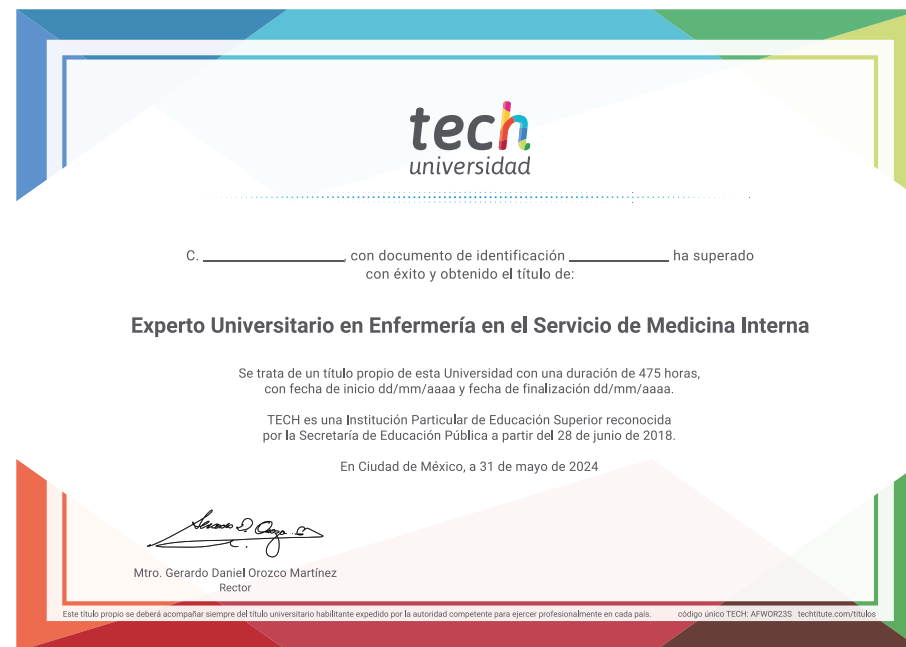 tech
universidad
C. ____________, con documento de identificación ____________ ha superado
con éxito y obtenido el título de:
Experto Universitario en Enfermería en el Servicio de Medicina Interna
Se trata de un título propio de esta Universidad con una duración de 475 horas,
con fecha de inicio dd/mm/aaaa y fecha de finalización dd/mm/aaaa.
TECH es una Institución Particular de Educación Superior reconocida
por la Secretaría de Educación Pública a partir del 28 de junio de 2018.
En Ciudad de México, a 31 de mayo de 2024
Mtro. Gerardo Daniel Orozco Martínez
Rector
Este título propio se deberá acompañar siempre del título universitario habilitante expedido por la autoridad competente para ejercer profesionalmente en cada país. código único TECH: AFWOR23S techtitute.com/titulos